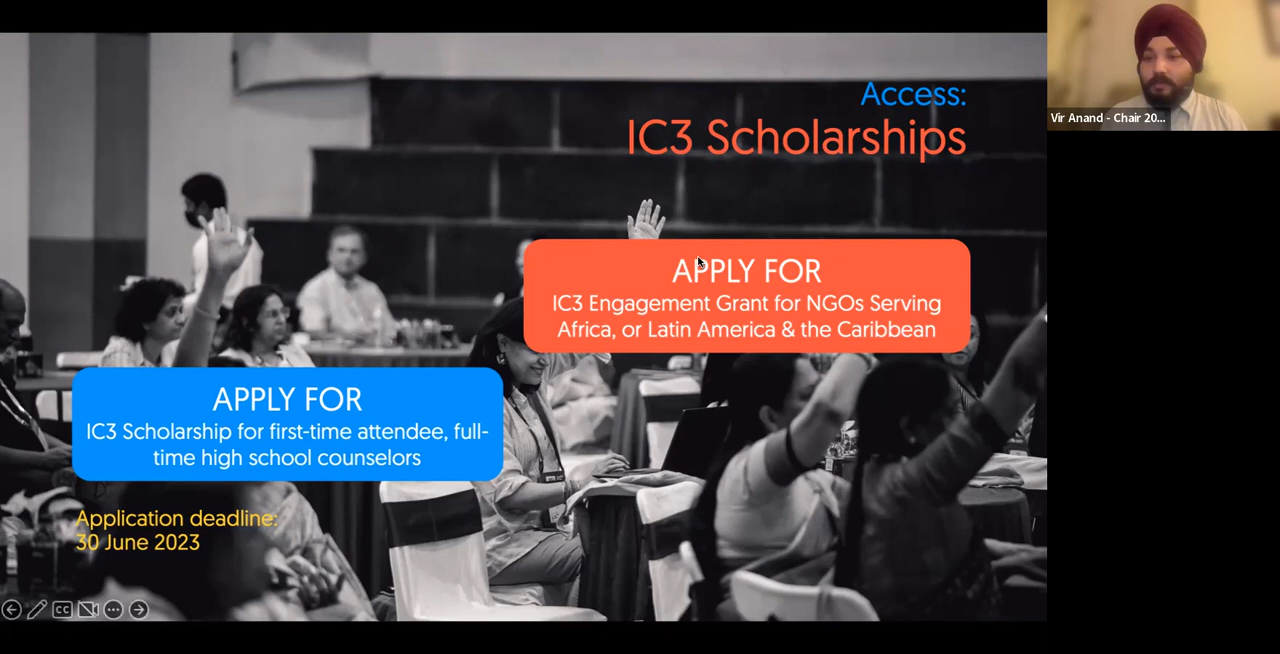 Access:
IC3 Scholarships
APPLY FOR
IC3 Engagement Grant for NGOs Serving
Africa, or Latin America & the Caribbean
APPLY FOR
IC3 Scholarship for first-time attendee, full-
time high school counselors
Application deadline:
30 June 2023
CC
Vir Anand - Chair 20...